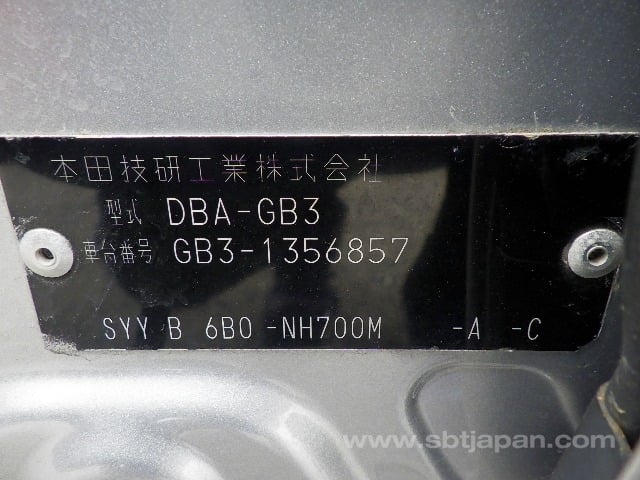 本田技研工業株式会社
型式 DBA-GB3
車台番号 GB3-1356857
SYY B 6B0 -NH700M -A -C
www.sbtjapan.com